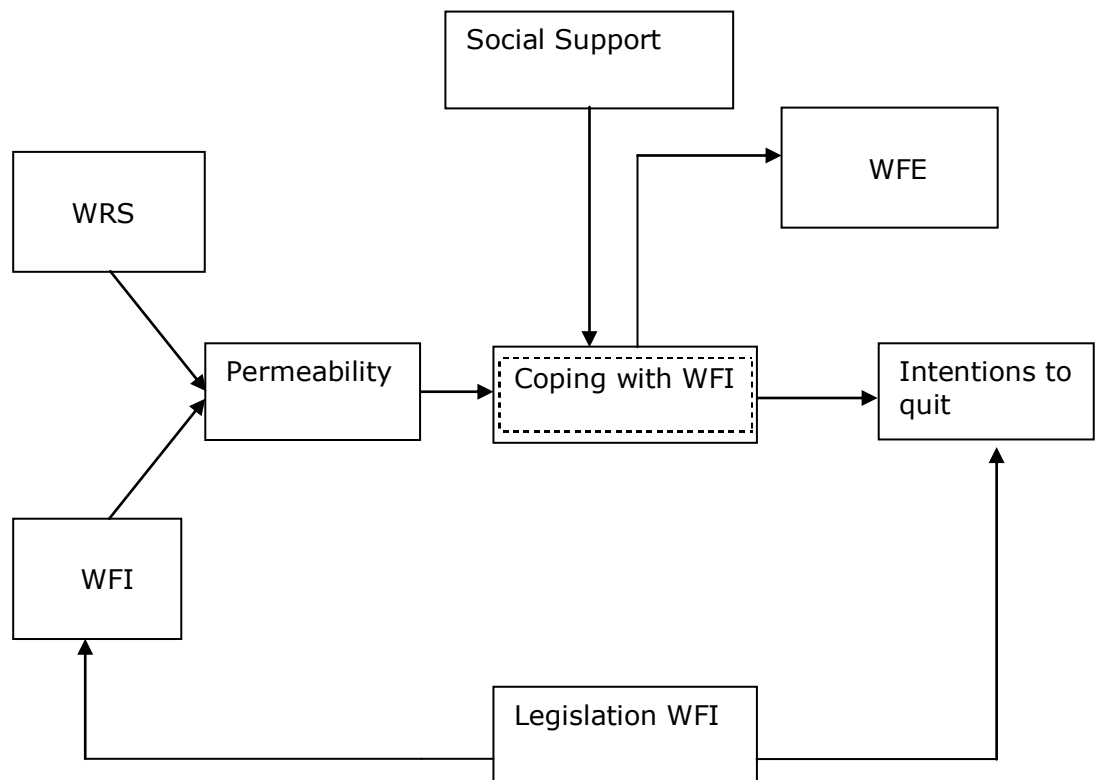 Social Support
WFE
WRS
Permeability
Coping with WFI
Intentions to
quit
WFI
Legislation WFI